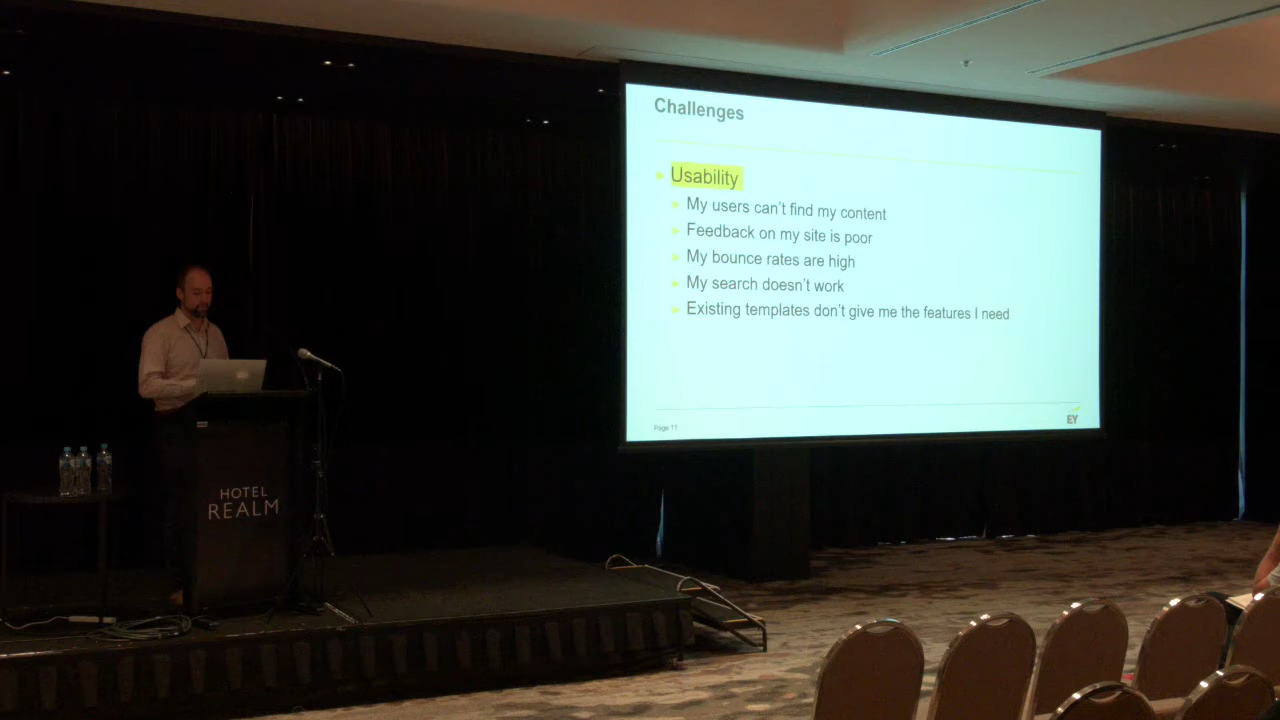 Challenges
Usability
My users can't find my content
Feedback on my site is poor
My bounce rates are high
My search doesn't work
Existing templates don't give me the features I need
Page 11
EY
HOTEL
REALM